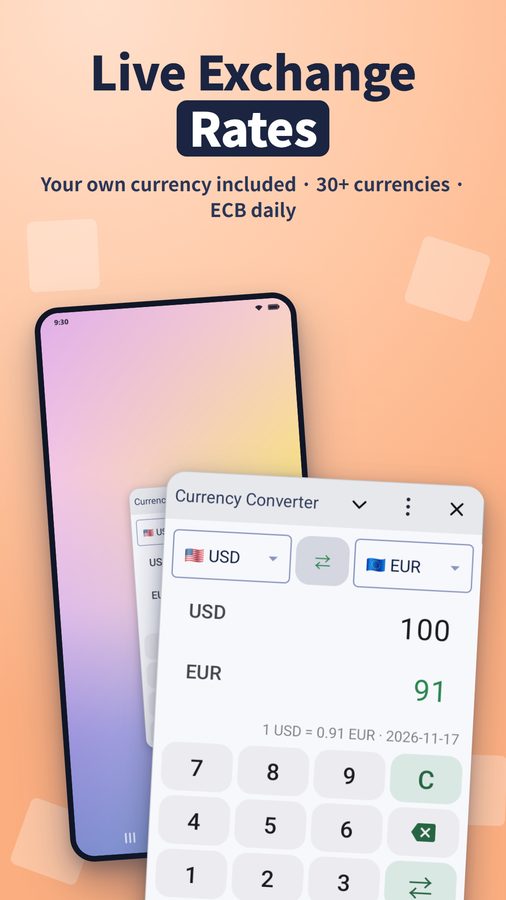 Live Exchange
Rates
Your own currency included · 30+ currencies ·
ECB daily
9:30
Currency Converter
USD
EUR
USD
100
EUR
91
1 USD = 0.91 EUR · 2026-11-17
7 8 9 C
4 5 6
1 2 3